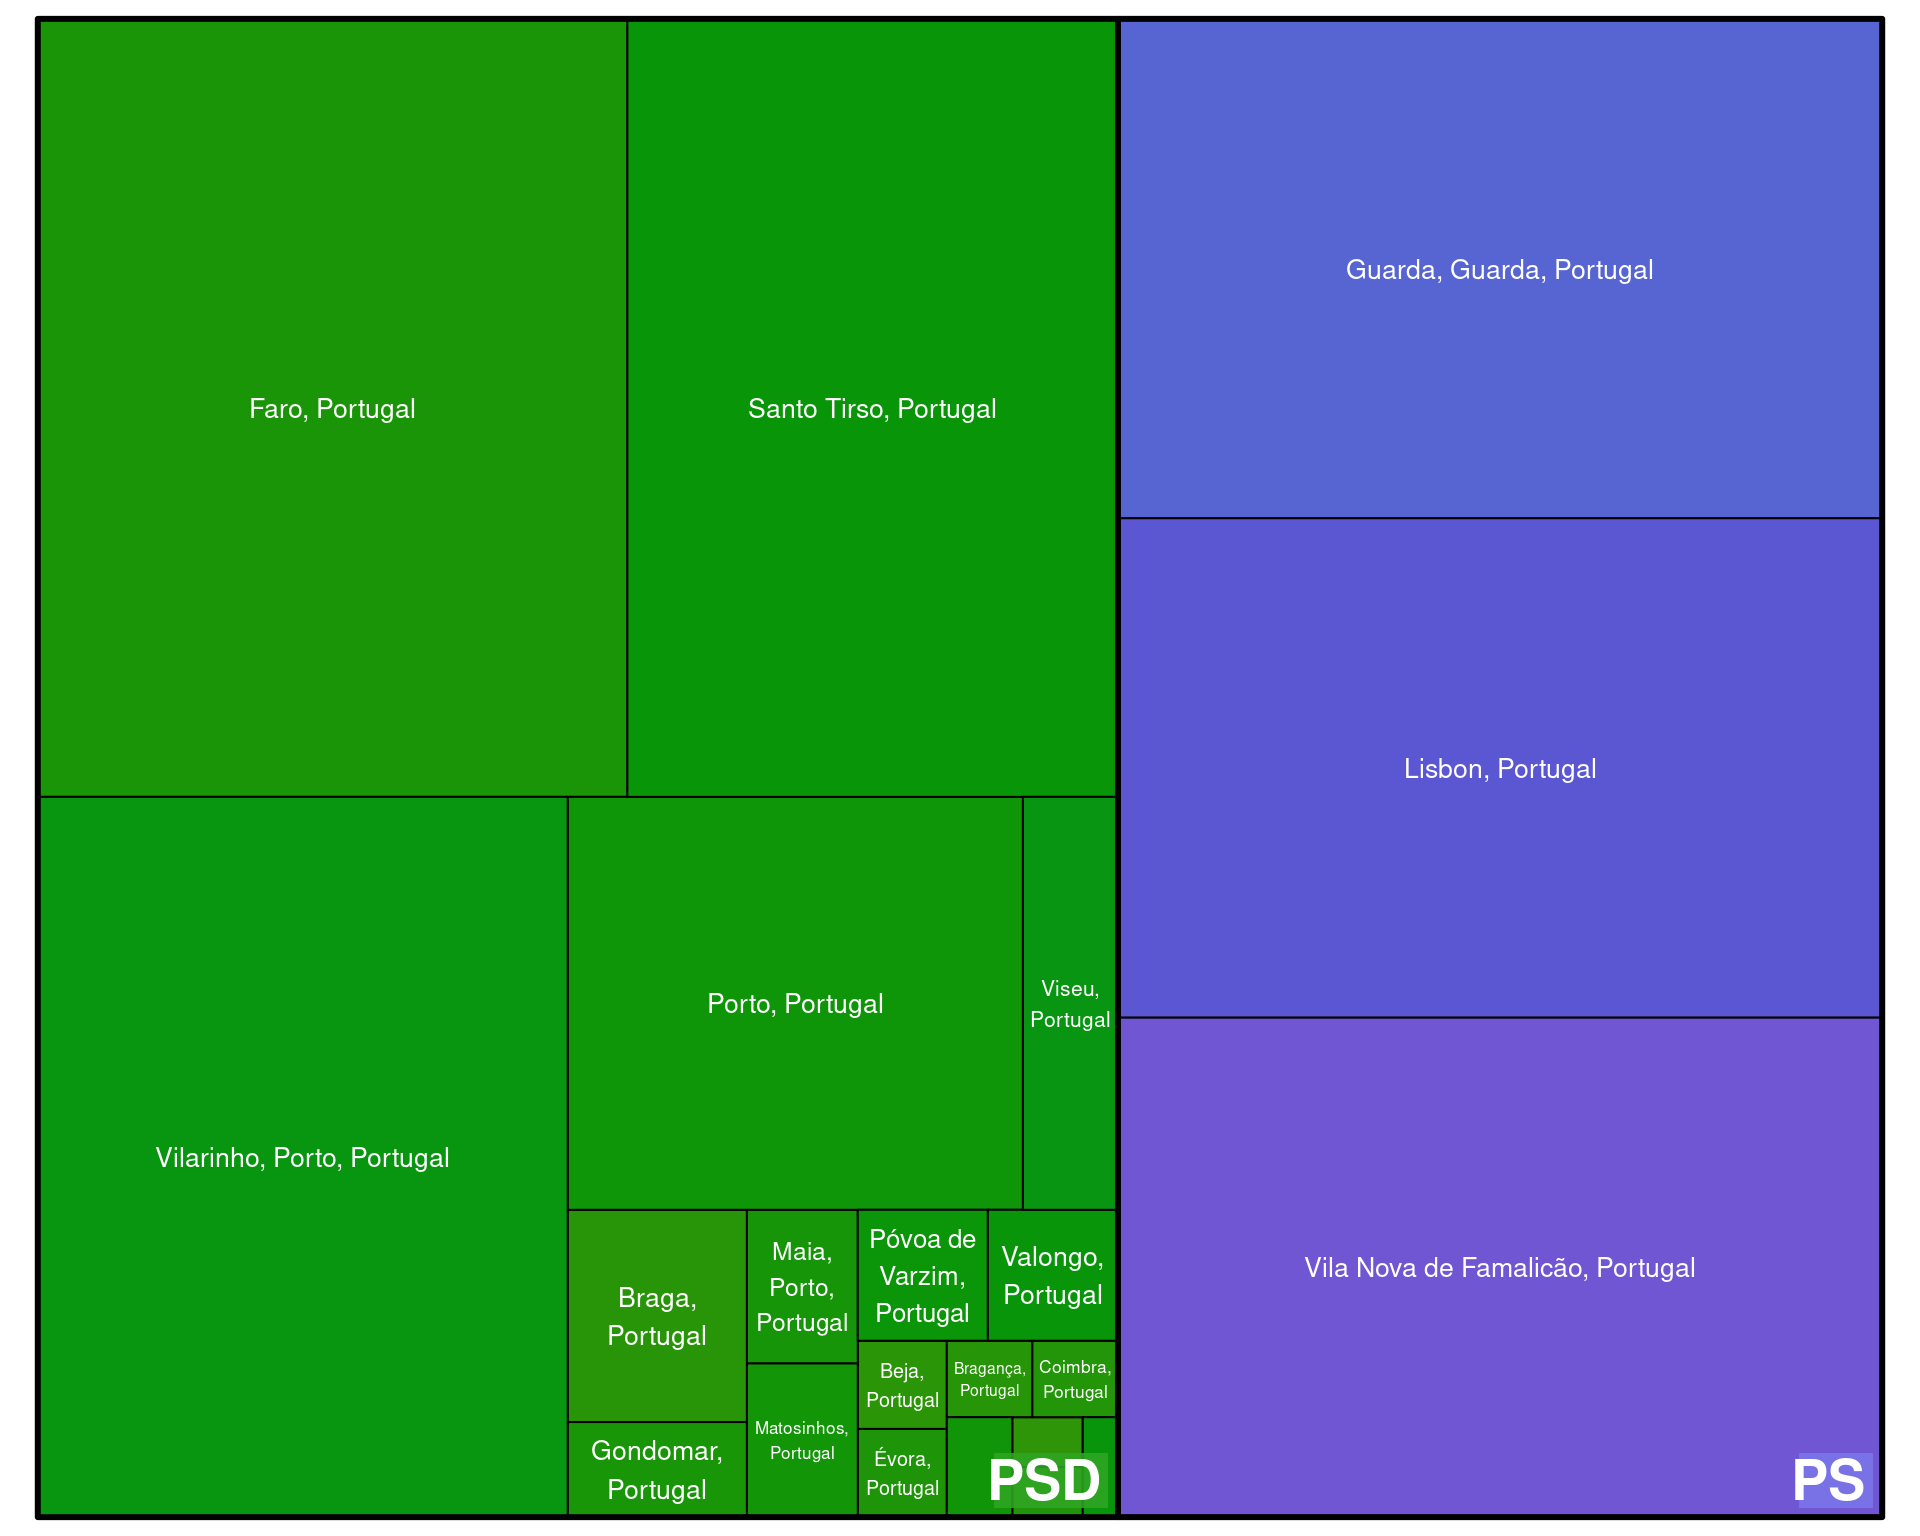 Faro, Portugal
Santo Tirso, Portugal
Guarda, Guarda, Portugal
Lisbon, Portugal
Vilarinho, Porto, Portugal
Porto, Portugal
Viseu,
Portugal
Braga,
Portugal
Maia,
Porto,
Portugal
Póvoa de
Varzim,
Portugal
Valongo,
Portugal
Vila Nova de Famalicão, Portugal
Gondomar,
Portugal
Matosinhos,
Portugal
Beja,
Portugal
Bragança,
Portugal
Coimbra,
Portugal
Évora,
Portugal
PSD
PS